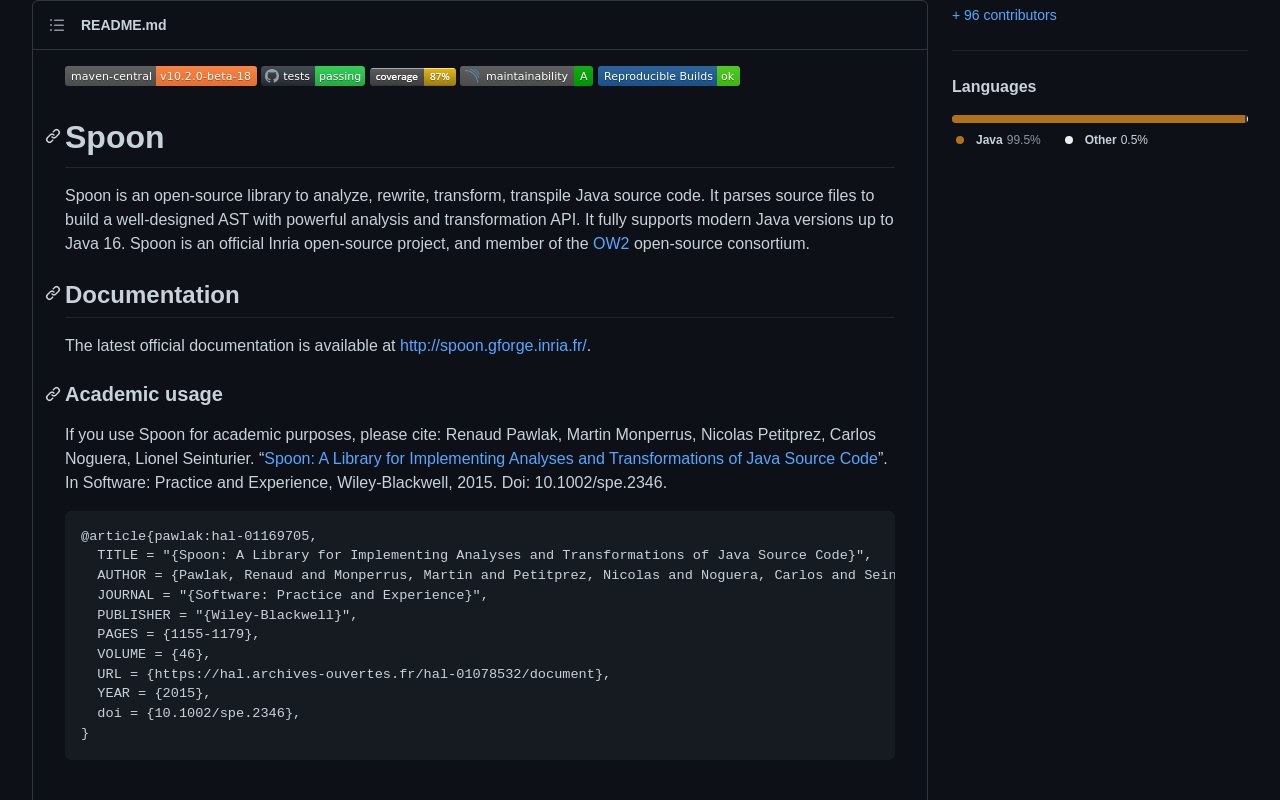 README.md
maven-central v10.2.0-beta-18 tests passing coverage 87% maintainability A Reproducible Builds ok
Spoon
Spoon is an open-source library to analyze, rewrite, transform, transpile Java source code. It parses source files to
build a well-designed AST with powerful analysis and transformation API. It fully supports modern Java versions up to
Java 16. Spoon is an official Inria open-source project, and member of the OW2 open-source consortium.
Documentation
The latest official documentation is available at http://spoon.gforge.inria.fr/.
Academic usage
If you use Spoon for academic purposes, please cite: Renaud Pawlak, Martin Monperrus, Nicolas Petitprez, Carlos
Noguera, Lionel Seinturier. “Spoon: A Library for Implementing Analyses and Transformations of Java Source Code”.
In Software: Practice and Experience, Wiley-Blackwell, 2015. Doi: 10.1002/spe.2346.
@article{pawlak:hal-01169705,
  TITLE = "{Spoon: A Library for Implementing Analyses and Transformations of Java Source Code}",
  AUTHOR = {Pawlak, Renaud and Monperrus, Martin and Petitprez, Nicolas and Noguera, Carlos and Sein
  JOURNAL = "{Software: Practice and Experience}",
  PUBLISHER = "{Wiley-Blackwell}",
  PAGES = {1155-1179},
  VOLUME = {46},
  URL = {https://hal.archives-ouvertes.fr/hal-01078532/document},
  YEAR = {2015},
  doi = {10.1002/spe.2346},
}
+ 96 contributors
Languages
Java 99.5% Other 0.5%